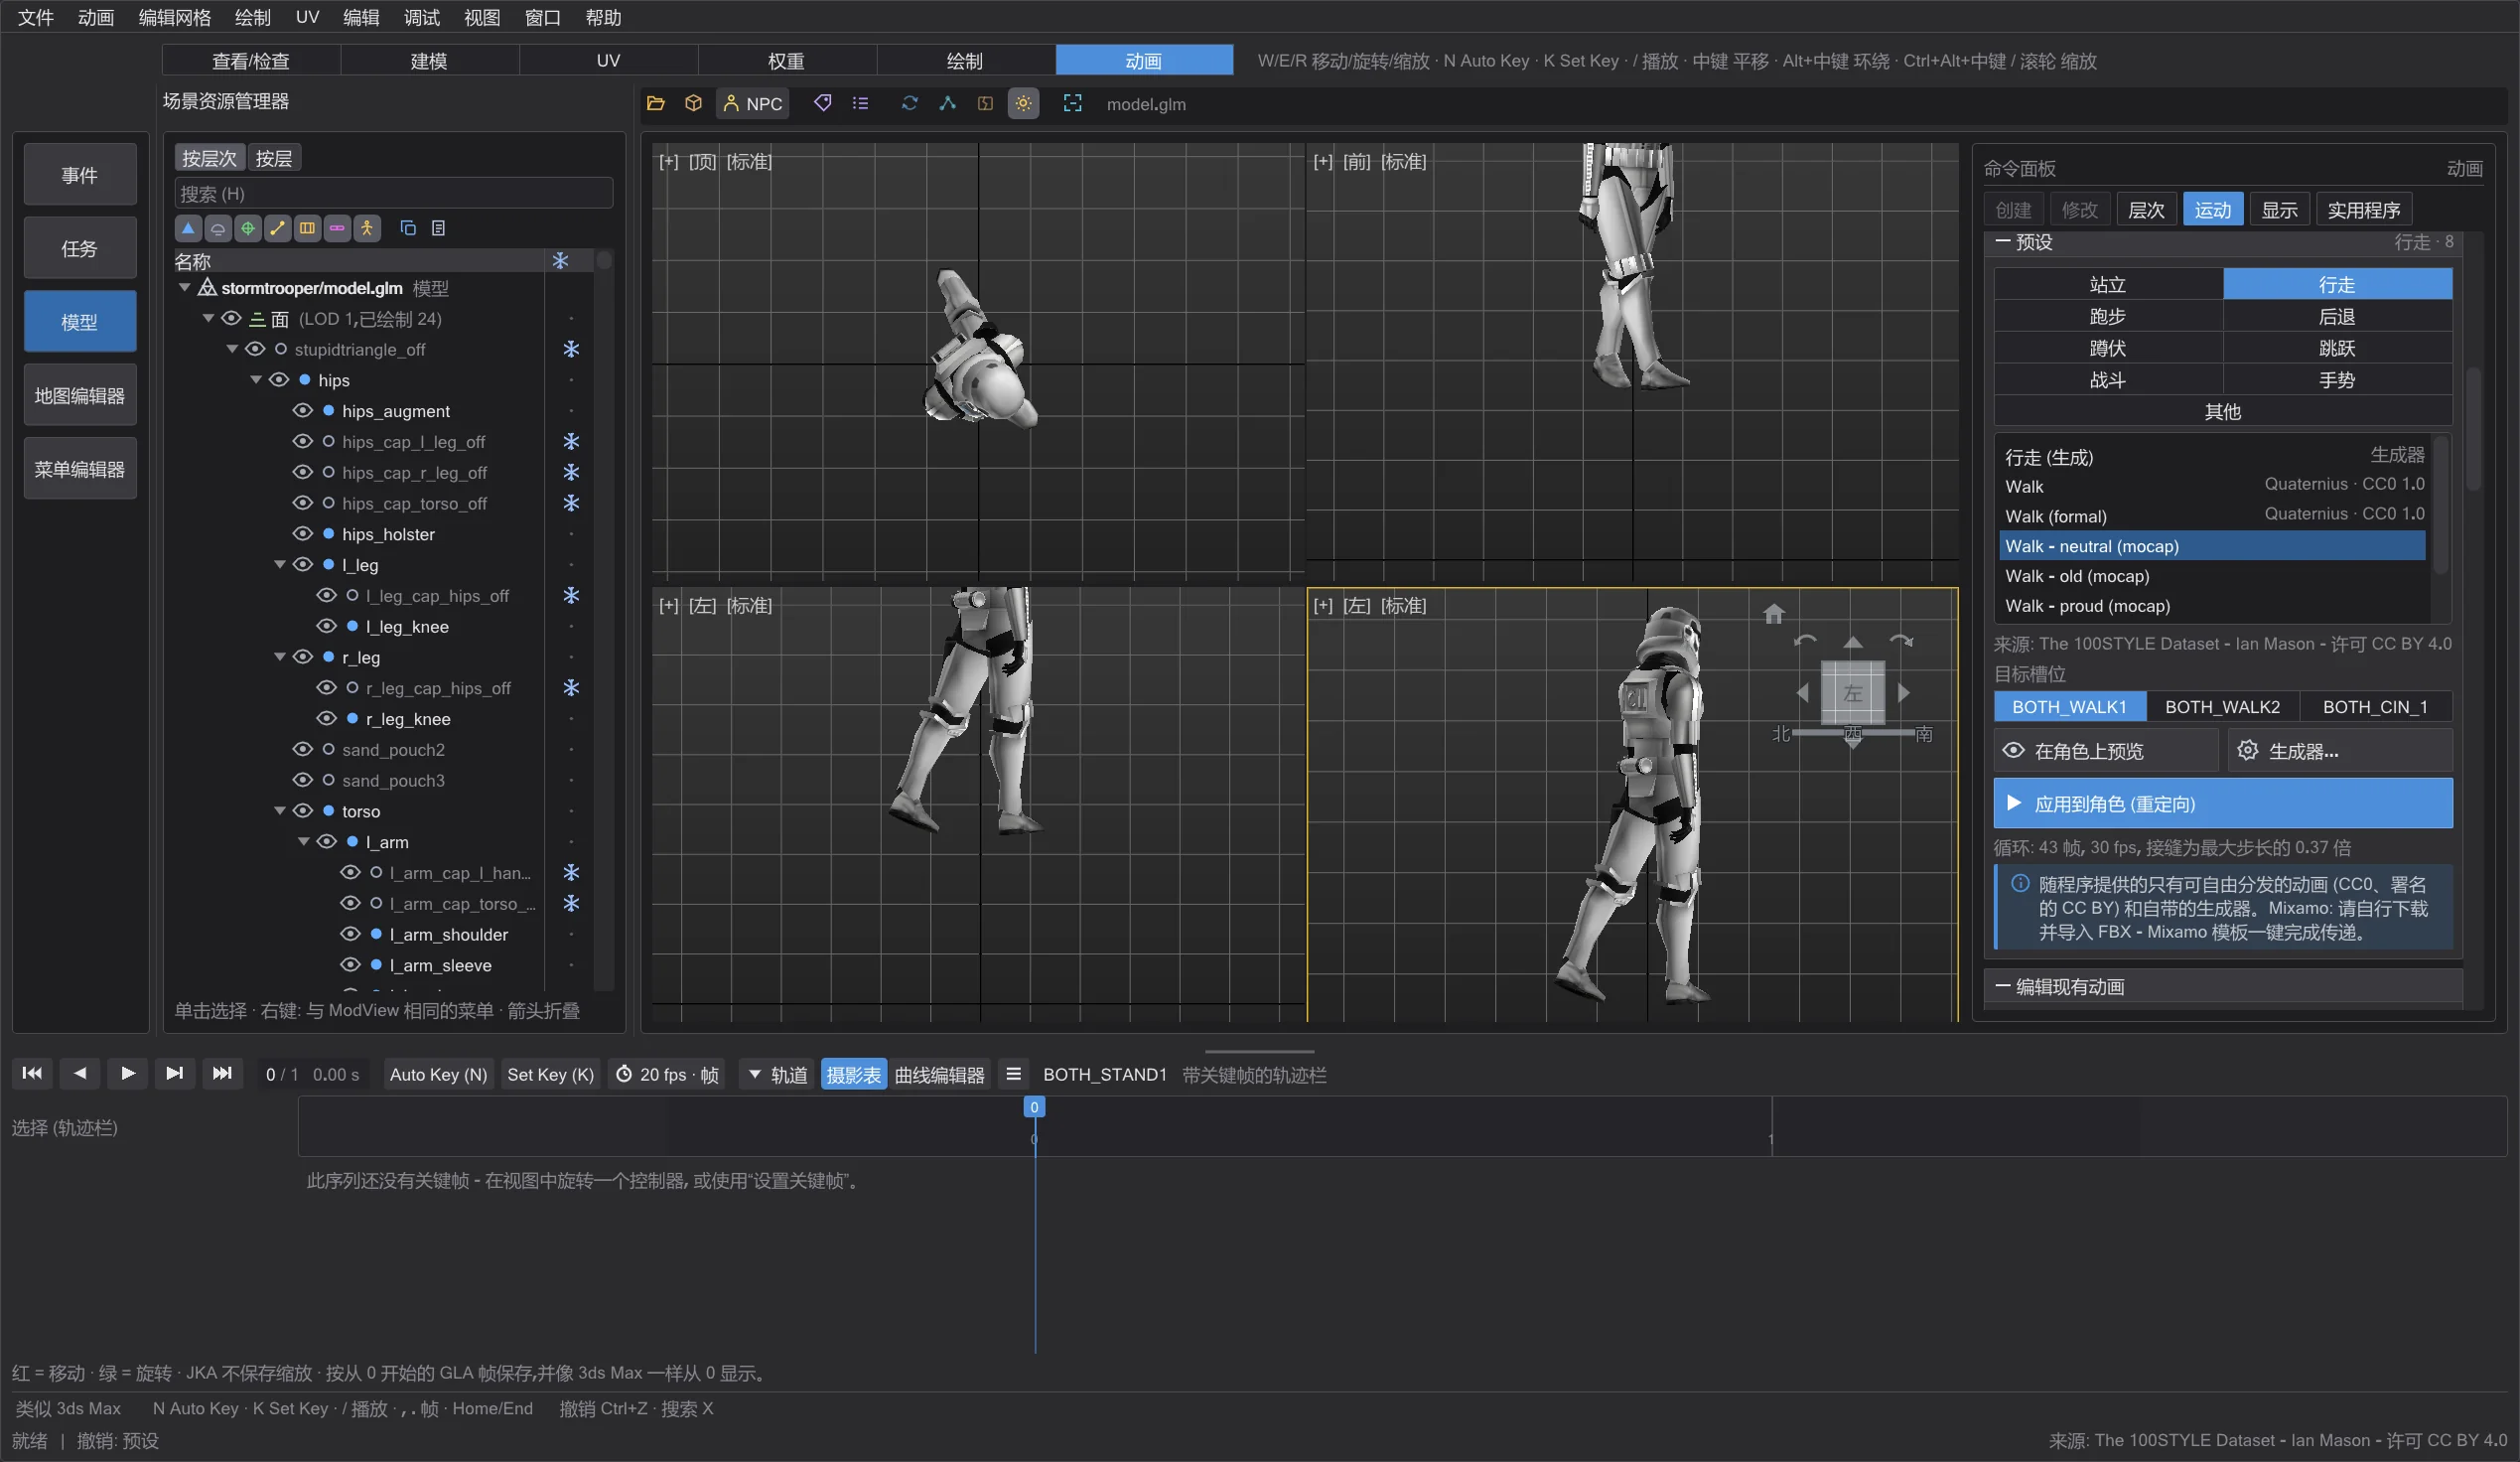 文件 动画 编辑网格 绘制 UV 编辑 调试 视图 窗口 帮助
查看/检查 建模 UV 权重 绘制 动画 W/E/R 移动/旋转/缩放 · N Auto Key · K Set Key · / 播放 · 中键 平移 · Alt+中键 环绕 · Ctrl+Alt+中键 / 滚轮 缩放
场景资源管理器
NPC model.glm
事件
任务
模型
地图编辑器
菜单编辑器
按层次 按层
搜索 (H)
名称
stormtrooper/model.glm 模型
面 (LOD 1,已绘制 24)
stupidtriangle_off
hips
hips_augment
hips_cap_l_leg_off
hips_cap_r_leg_off
hips_cap_torso_off
hips_holster
l_leg
l_leg_cap_hips_off
l_leg_knee
r_leg
r_leg_cap_hips_off
r_leg_knee
sand_pouch2
sand_pouch3
torso
l_arm
l_arm_cap_l_han...
l_arm_cap_torso_...
l_arm_shoulder
l_arm_sleeve
单击选择 · 右键: 与 ModView 相同的菜单 · 箭头折叠
[+] [顶] [标准]
[+] [前] [标准]
[+] [左] [标准]
[+] [左] [标准]
左
北 西 南
命令面板 动画
创建 修改 层次 运动 显示 实用程序
预设 行走 · 8
站立 行走
跑步 后退
蹲伏 跳跃
战斗 手势
其他
行走 (生成) 生成器
Walk Quaternius · CC0 1.0
Walk (formal) Quaternius · CC0 1.0
Walk - neutral (mocap)
Walk - old (mocap)
Walk - proud (mocap)
来源: The 100STYLE Dataset - Ian Mason - 许可 CC BY 4.0
目标槽位
BOTH_WALK1 BOTH_WALK2 BOTH_CIN_1
在角色上预览 生成器...
应用到角色 (重定向)
循环: 43 帧, 30 fps, 接缝为最大步长的 0.37 倍
随程序提供的只有可自由分发的动画 (CC0、署名
的 CC BY) 和自带的生成器。Mixamo: 请自行下载
并导入 FBX - Mixamo 模板一键完成传递。
编辑现有动画
0 / 1 0.00 s Auto Key (N) Set Key (K) 20 fps · 帧 轨道 摄影表 曲线编辑器 BOTH_STAND1 带关键帧的轨迹栏
选择 (轨迹栏)
0
0 1
此序列还没有关键帧 - 在视图中旋转一个控制器, 或使用“设置关键帧”。
红 = 移动 · 绿 = 旋转 · JKA 不保存缩放 · 按从 0 开始的 GLA 帧保存,并像 3ds Max 一样从 0 显示。
类似 3ds Max N Auto Key · K Set Key · / 播放 · , . 帧 · Home/End 撤销 Ctrl+Z · 搜索 X
就绪 | 撤销: 预设 来源: The 100STYLE Dataset - Ian Mason - 许可 CC BY 4.0